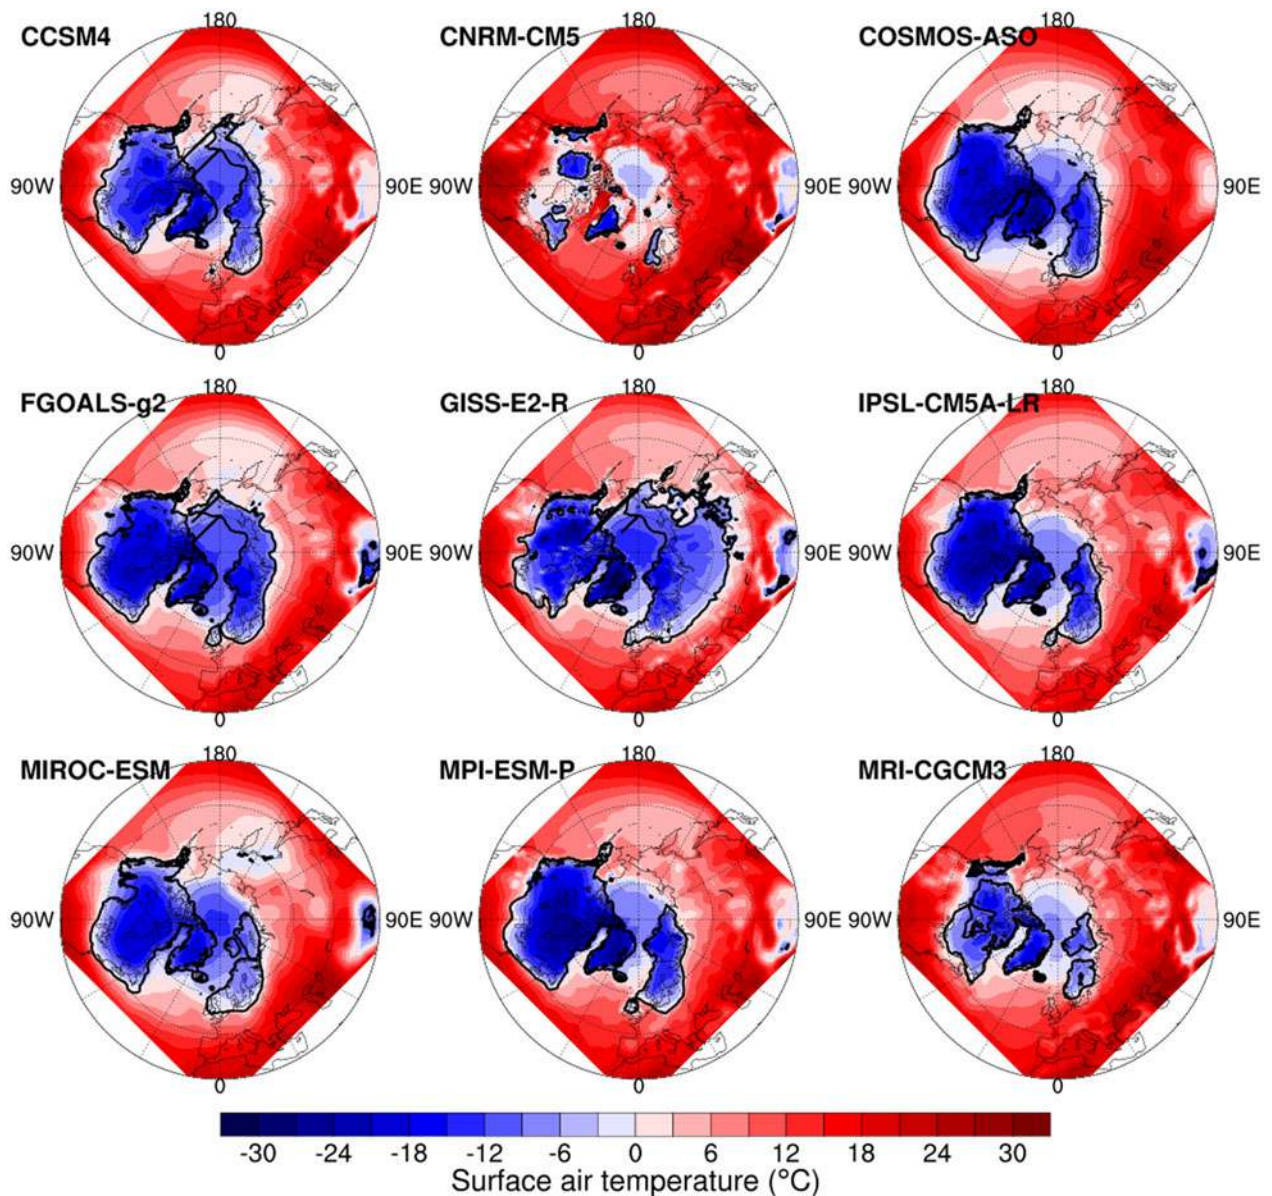 180 180 180
CCSM4 CNRM-CM5 COSMOS-ASO
90W 90E 90W 90E 90W 90E
0 0 0
180 180 180
FGOALS-g2 GISS-E2-R IPSL-CM5A-LR
90W 90E 90W 90E 90W 90E
0 0 0
180 180 180
MIROC-ESM MPI-ESM-P MRI-CGCM3
90W 90E 90W 90E 90W 90E
0 0 0
-30 -24 -18 -12 -6 0 6 12 18 24 30
Surface air temperature (°C)